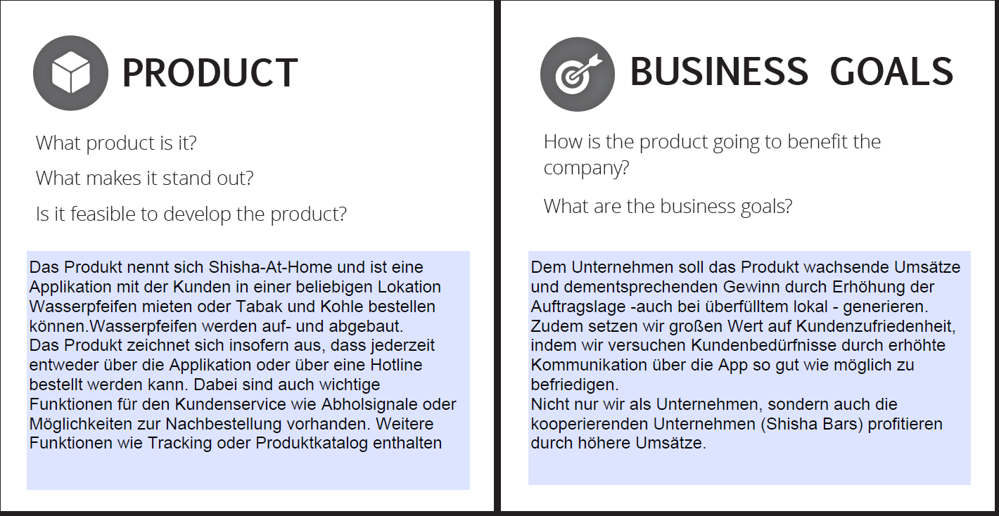 PRODUCT
What product is it?
What makes it stand out?
Is it feasible to develop the product?
Das Produkt nennt sich Shisha-At-Home und ist eine
Applikation mit der Kunden in einer beliebigen Lokation
Wasserpfeifen mieten oder Tabak und Kohle bestellen
können.Wasserpfeifen werden auf- und abgebaut.
Das Produkt zeichnet sich insofern aus, dass jederzeit
entweder über die Applikation oder über eine Hotline
bestellt werden kann. Dabei sind auch wichtige
Funktionen für den Kundenservice wie Abholsignale oder
Möglichkeiten zur Nachbestellung vorhanden. Weitere
Funktionen wie Tracking oder Produktkatalog enthalten
BUSINESS GOALS
How is the product going to benefit the
company?
What are the business goals?
Dem Unternehmen soll das Produkt wachsende Umsätze
und dementsprechenden Gewinn durch Erhöhung der
Auftragslage -auch bei überfülltem lokal - generieren.
Zudem setzen wir großen Wert auf Kundenzufriedenheit,
indem wir versuchen Kundenbedürfnisse durch erhöhte
Kommunikation über die App so gut wie möglich zu
befriedigen.
Nicht nur wir als Unternehmen, sondern auch die
kooperierenden Unternehmen (Shisha Bars) profitieren
durch höhere Umsätze.